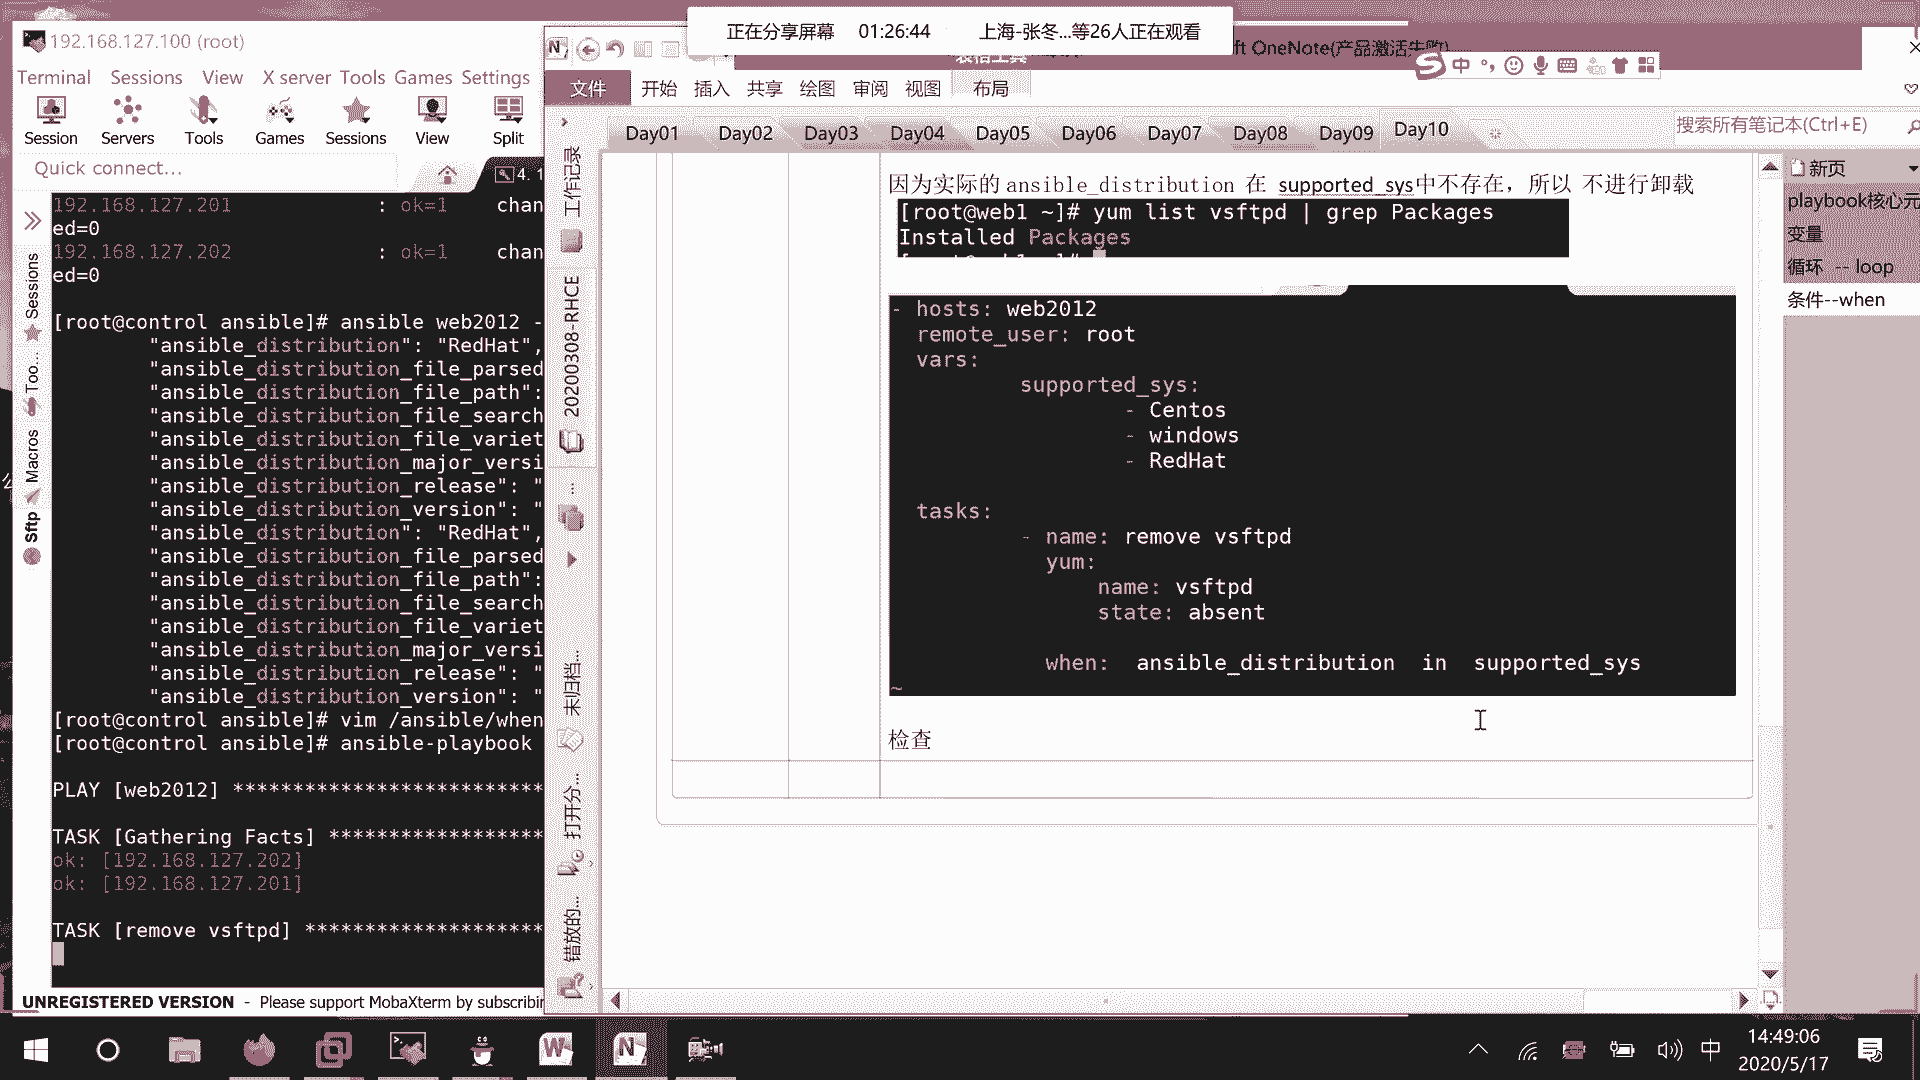 正在分享屏幕 01:26:44 上海-张冬...等26人正在观看
192.168.127.100 (root)
Terminal Sessions View X server Tools Games Settings
Session Servers Tools Games Sessions View Split
Quick connect...
4. 1
Sessions
Too...
Macros
Sftp
192.168.127.201 : ok=1 chan
ed=0
192.168.127.202 : ok=1 chan
ed=0
[root@control ansible]# ansible web2012 -
"ansible_distribution": "RedHat",
"ansible_distribution_file_parsed
"ansible_distribution_file_path":
"ansible_distribution_file_search
"ansible_distribution_file_variet
"ansible_distribution_major_versi
"ansible_distribution_release": "
"ansible_distribution_version": "
"ansible_distribution": "RedHat",
"ansible_distribution_file_parsed
"ansible_distribution_file_path":
"ansible_distribution_file_search
"ansible_distribution_file_variet
"ansible_distribution_major_versi
"ansible_distribution_release": "
"ansible_distribution_version": "
[root@control ansible]# vim /ansible/when
[root@control ansible]# ansible-playbook
PLAY [web2012] **************************
TASK [Gathering Facts] ******************
ok: [192.168.127.202]
ok: [192.168.127.201]
TASK [remove vsftpd] ********************
UNREGISTERED VERSION - Please support MobaXterm by subscribin
ft OneNote(产品激活失败)
中
文件 开始 插入 共享 绘图 审阅 视图 布局
Day01 Day02 Day03 Day04 Day05 Day06 Day07 Day08 Day09 Day10
搜索所有笔记本(Ctrl+E)
工作记录
20200308-RHCE
未归档...
打开分...
错放的...
因为实际的 ansible_distribution 在 supported_sys中不存在，所以 不进行卸载
[root@web1 ~]# yum list vsftpd | grep Packages
Installed Packages
- hosts: web2012
remote_user: root
vars:
supported_sys:
- Centos
- windows
- RedHat
tasks:
- name: remove vsftpd
yum:
name: vsftpd
state: absent
when: ansible_distribution in supported_sys
~
检查
新页
playbook核心元
变量
循环 -- loop
条件--when
中
14:49:06
2020/5/17